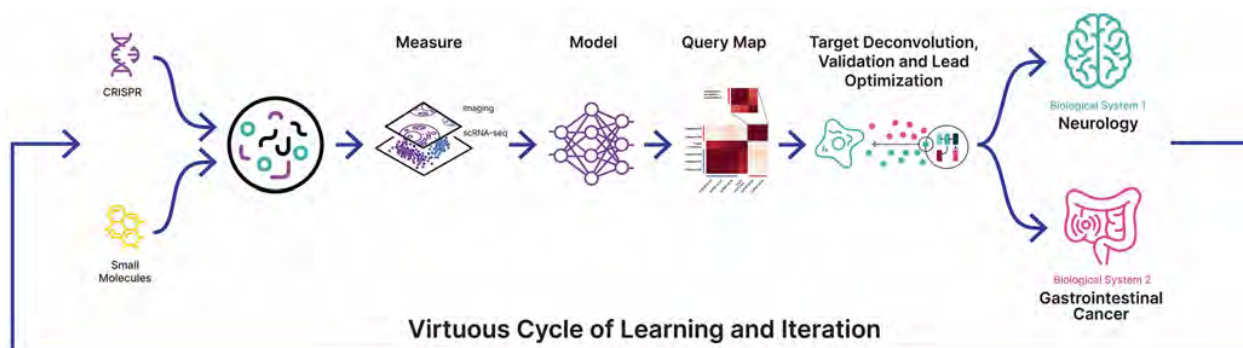 Measure
Model
Query Map
Target Deconvolution,
Validation and Lead
Optimization
CRISPR
Imaging
scRNA-seq
Small
Molecules
Biological System 1
Neurology
Biological System 2
Gastrointestinal
Cancer
Virtuous Cycle of Learning and Iteration